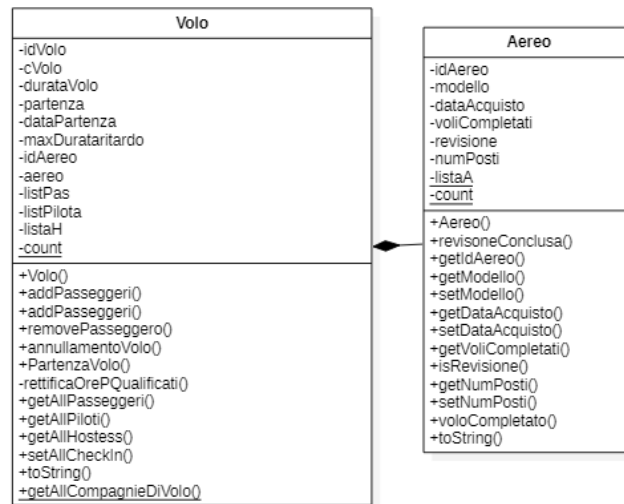 Volo
-idVolo
-cVolo
-durataVolo
-partenza
-dataPartenza
-maxDurataritardo
-idAereo
-aereo
-listPas
-listPilota
-listaH
-count
+Volo()
+addPasseggeri()
+addPasseggeri()
+removePasseggero()
+annullamentoVolo()
+PartenzaVolo()
-rettificaOrePQualificati()
+getAllPasseggeri()
+getAllPiloti()
+getAllHostess()
+setAllCheckIn()
+toString()
+getAllCompagnieDiVolo()
Aereo
-idAereo
-modello
-dataAcquisto
-voliCompletati
-revisione
-numPosti
-listaA
-count
+Aereo()
+revisoneConclusa()
+getIdAereo()
+getModello()
+setModello()
+getDataAcquisto()
+setDataAcquisto()
+getVoliCompletati()
+isRevisione()
+getNumPosti()
+setNumPosti()
+voloCompletato()
+toString()